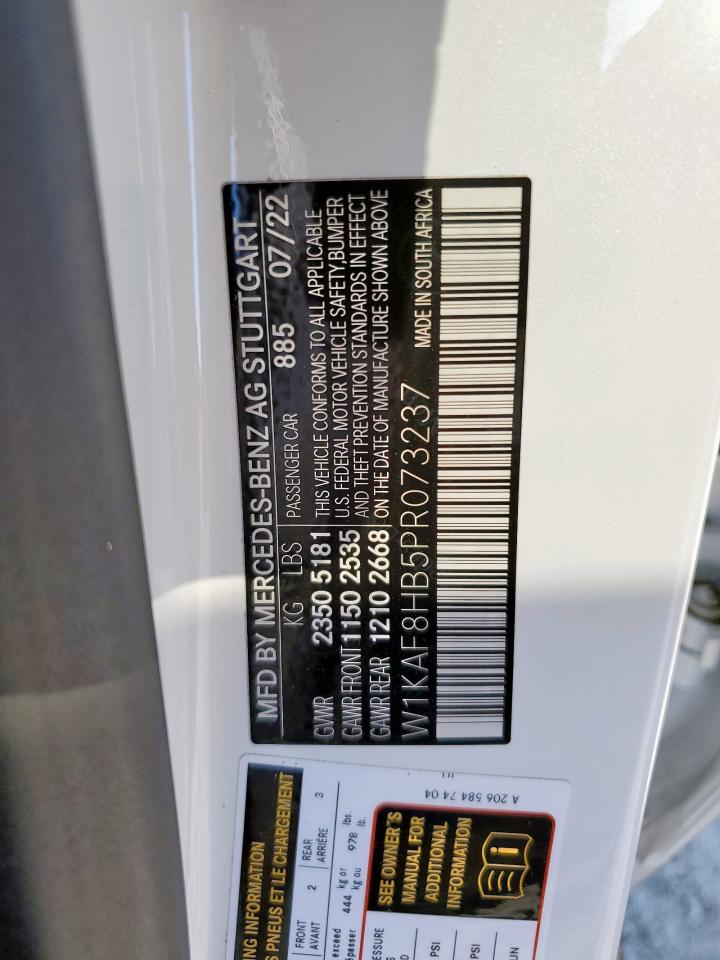 MFD BY MERCEDES-BENZ AG STUTTGART
KG LBS PASSENGER CAR 885 07/22
GVWR 2350 5181 THIS VEHICLE CONFORMS TO ALL APPLICABLE
U.S. FEDERAL MOTOR VEHICLE SAFETY,BUMPER
GAWR FRONT 1150 2535 AND THEFT PREVENTION STANDARDS IN EFFECT
GAWR REAR 1210 2668 ON THE DATE OF MANUFACTURE SHOWN ABOVE
W1KAF8HB5PR073237 MADE IN SOUTH AFRICA
ING INFORMATION
S PNEUS ET LE CHARGEMENT
FRONT 2 REAR 3
AVANT ARRIÈRE
exceed 444 kg or 978 lbs.
kg ou lb.
SEE OWNER'S
MANUAL FOR
ADDITIONAL
INFORMATION
PSI
PSI
A 206 584 74 04